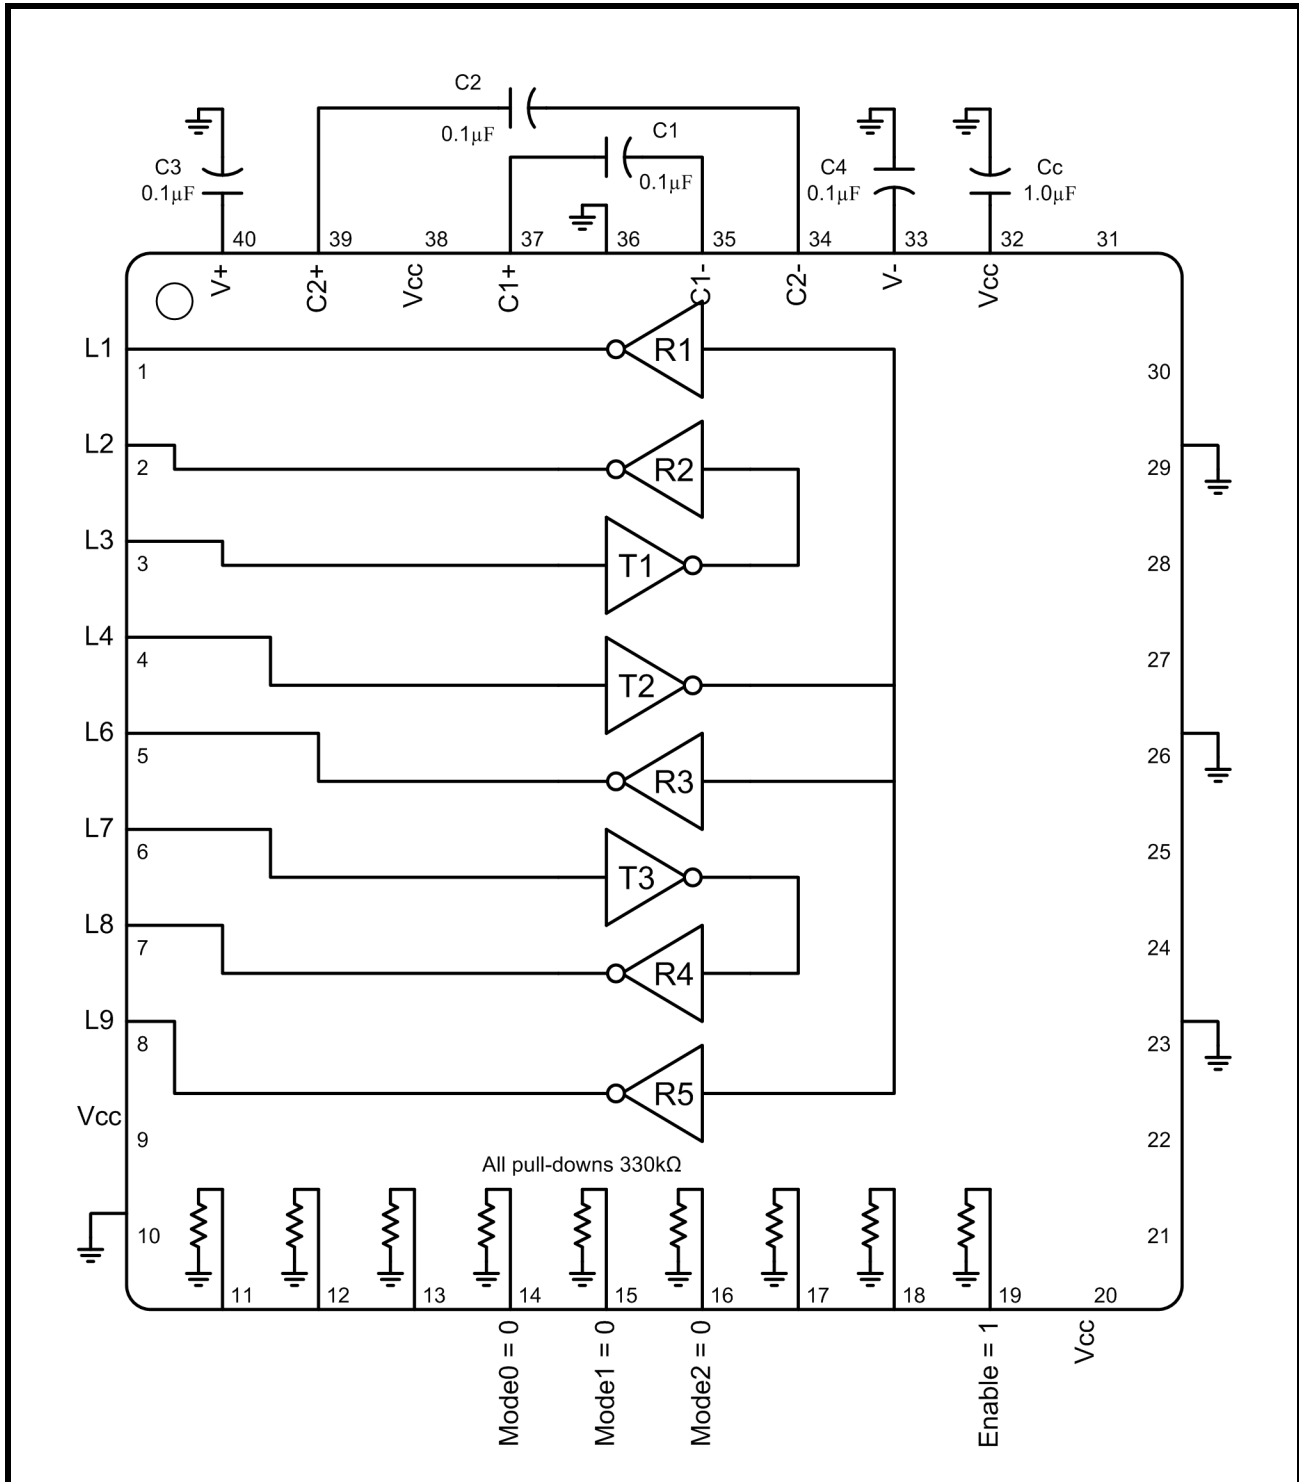 C2
0.1µF
C1
0.1µF
C3
0.1µF
C4
0.1µF
Cc
1.0µF
40 39 38 37 36 35 34 33 32 31
V+ C2+ Vcc C1+ C1- C2- V- Vcc
L1
1
R1
30
L2
2
R2
29
L3
3
T1
28
L4
4
T2
27
L6
5
R3
26
L7
6
T3
25
L8
7
R4
24
L9
8
R5
23
Vcc
9
22
All pull-downs 330kΩ
10
21
11 12 13 14 15 16 17 18 19 20
Mode0 = 0
Mode1 = 0
Mode2 = 0
Enable = 1
Vcc